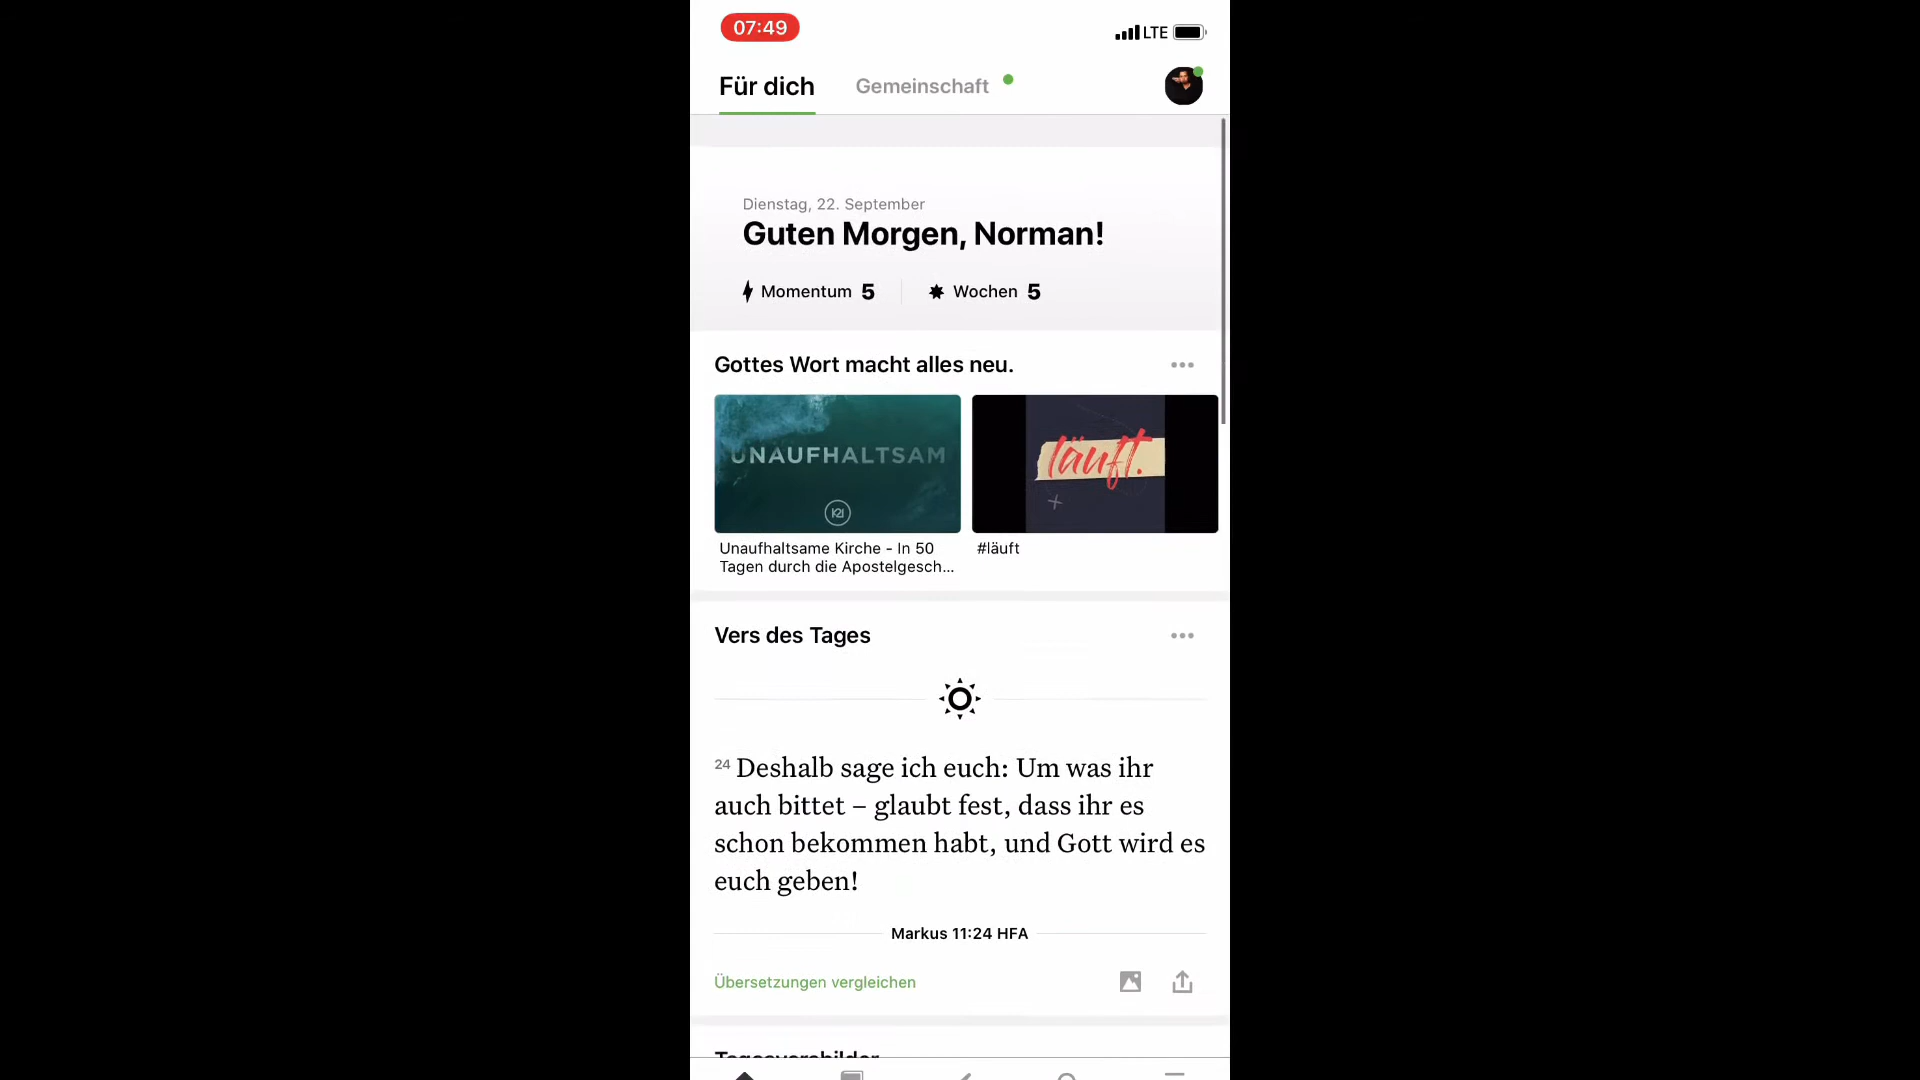 07:49
LTE
Für dich
Gemeinschaft
Dienstag, 22. September
Guten Morgen, Norman!
Momentum 5
Wochen 5
Gottes Wort macht alles neu.
UNAUFHALTSAM
läuft.
Unaufhaltsame Kirche - In 50
Tagen durch die Apostelgesch...
#läuft
Vers des Tages
24 Deshalb sage ich euch: Um was ihr
auch bittet – glaubt fest, dass ihr es
schon bekommen habt, und Gott wird es
euch geben!
Markus 11:24 HFA
Übersetzungen vergleichen